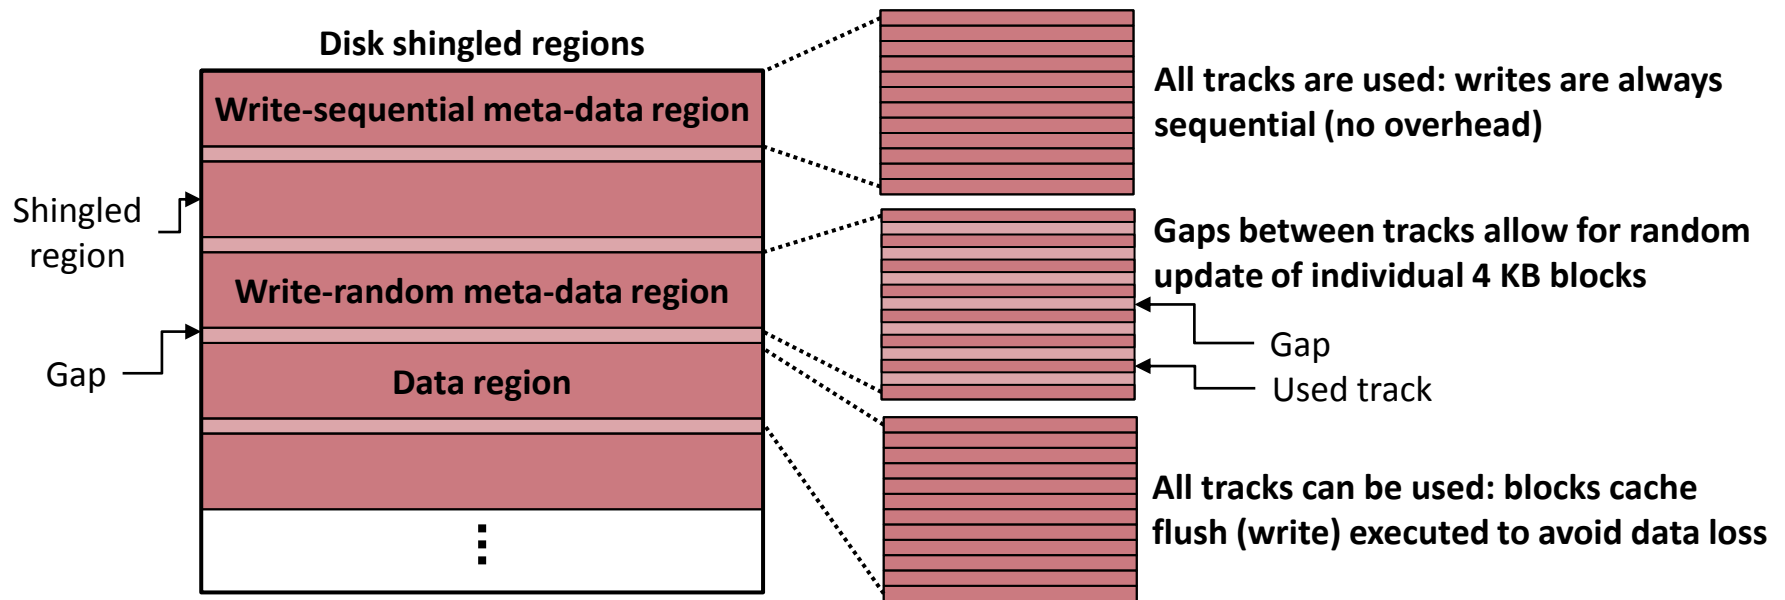 Disk shingled regions
Write-sequential meta-data region
All tracks are used: writes are always
sequential (no overhead)
Shingled
region
Write-random meta-data region
Gaps between tracks allow for random
update of individual 4 KB blocks
Gap
Used track
Gap
Data region
All tracks can be used: blocks cache
flush (write) executed to avoid data loss
⋮